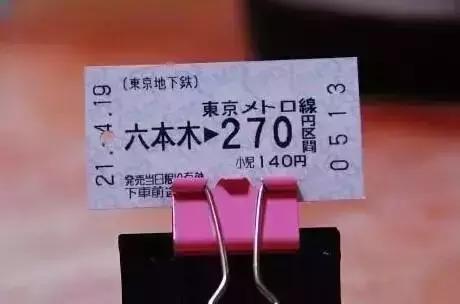 21.-4.19
(東京地下鉄)
東京メトロ線
六本木▶270円区間
小児140円
発売当日限り有効
下車前途
0513